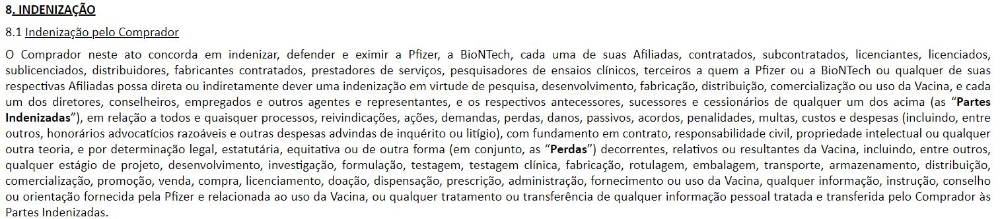 8. INDENIZAÇÃO
8.1 Indenização pelo Comprador
O Comprador neste ato concorda em indenizar, defender e eximir a Pfizer, a BioNTech, cada uma de suas Afiliadas, contratados, subcontratados, licenciantes, licenciados,
sublicenciados, distribuidores, fabricantes contratados, prestadores de serviços, pesquisadores de ensaios clínicos, terceiros a quem a Pfizer ou a BioNTech ou qualquer de suas
respectivas Afiliadas possa direta ou indiretamente dever uma indenização em virtude de pesquisa, desenvolvimento, fabricação, distribuição, comercialização ou uso da Vacina, e cada
um dos diretores, conselheiros, empregados e outros agentes e representantes, e os respectivos antecessores, sucessores e cessionários de qualquer um dos acima (as “Partes
Indenizadas”), em relação a todos e quaisquer processos, reivindicações, ações, demandas, perdas, danos, passivos, acordos, penalidades, multas, custos e despesas (incluindo, entre
outros, honorários advocatícios razoáveis e outras despesas advindas de inquérito ou litígio), com fundamento em contrato, responsabilidade civil, propriedade intelectual ou qualquer
outra teoria, e por determinação legal, estatutária, equitativa ou de outra forma (em conjunto, as “Perdas”) decorrentes, relativos ou resultantes da Vacina, incluindo, entre outros,
qualquer estágio de projeto, desenvolvimento, investigação, formulação, testagem, testagem clínica, fabricação, rotulagem, embalagem, transporte, armazenamento, distribuição,
comercialização, promoção, venda, compra, licenciamento, doação, dispensação, prescrição, administração, fornecimento ou uso da Vacina, qualquer informação, instrução, conselho
ou orientação fornecida pela Pfizer e relacionada ao uso da Vacina, ou qualquer tratamento ou transferência de qualquer informação pessoal tratada e transferida pelo Comprador às
Partes Indenizadas.